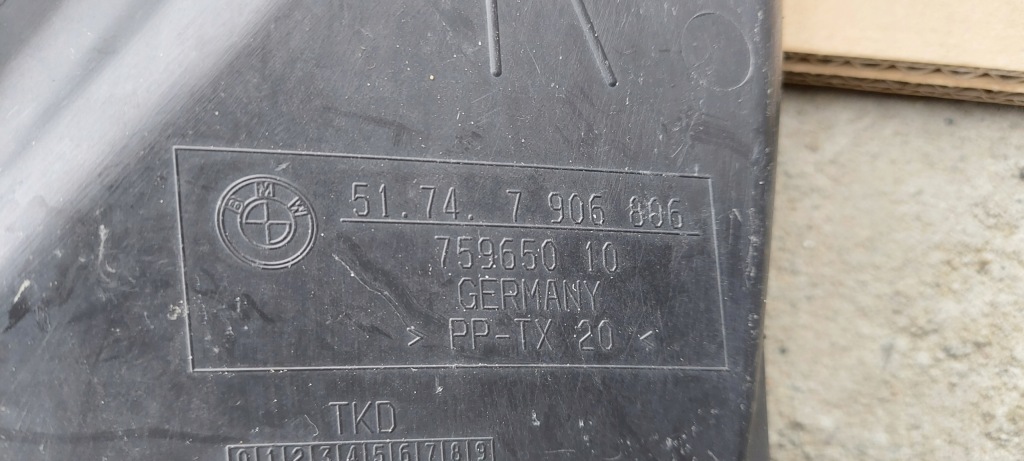 BMW
51.74. 7 906 886
759650 10
GERMANY
> PP-TX 20 <
TKD
0|1|2|3|4|5|6|7|8|9